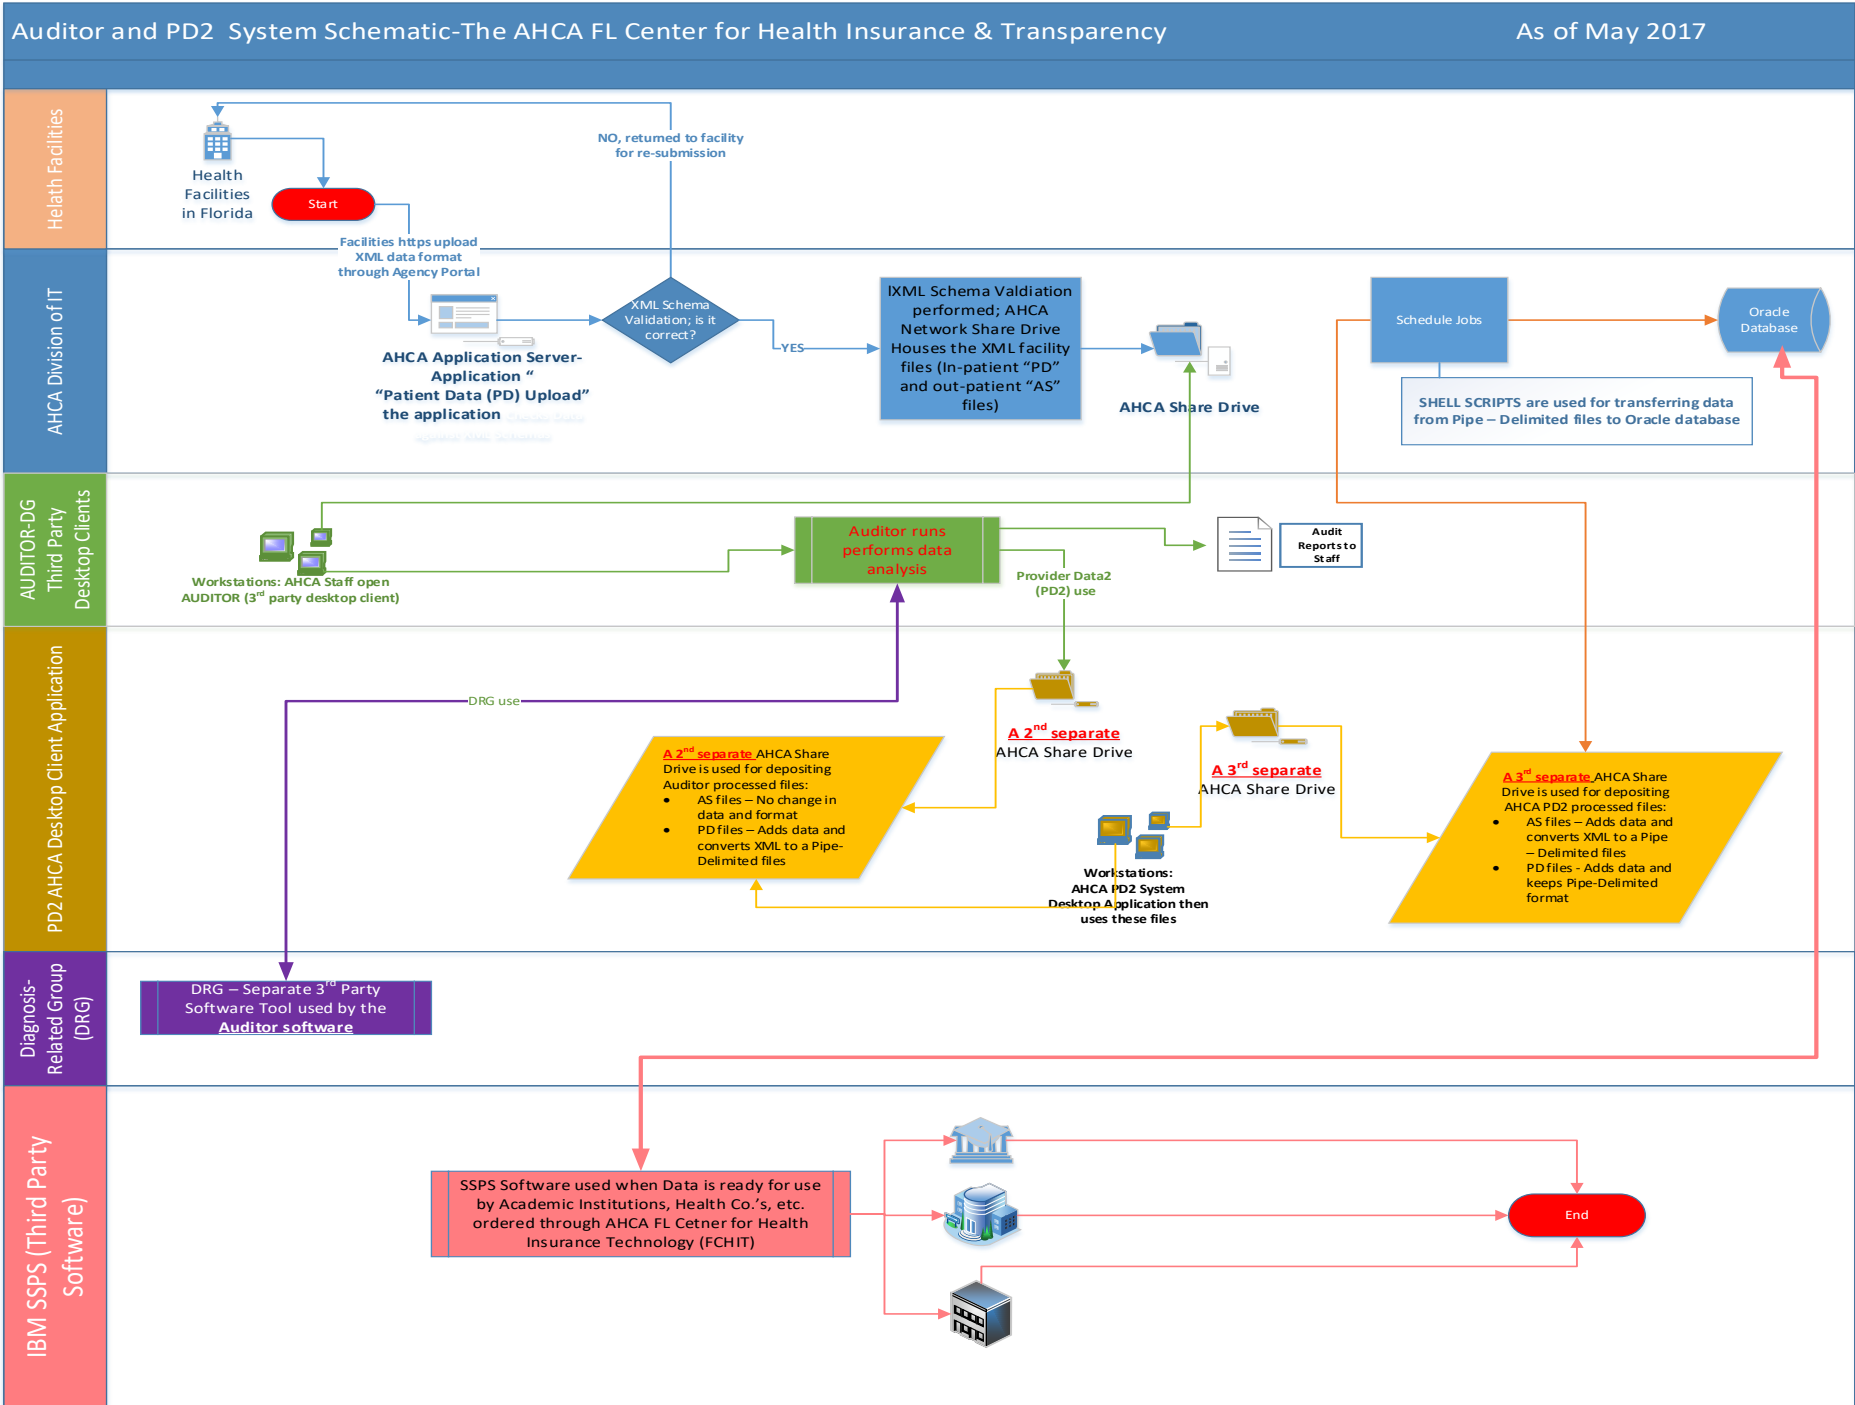 Auditor and PD2 System Schematic-The AHCA FL Center for Health Insurance & Transparency
As of May 2017
Helath Facilities
Health
Facilities
in Florida
Start
NO, returned to facility
for re-submission
Facilities https upload
XML data format
through Agency Portal
AHCA Division of IT
AHCA Application Server-
Application “
“Patient Data (PD) Upload”
the application Checks Data
Against XML Schemas
XML Schema
Validation; is it
correct?
YES
IXML Schema Valdiation
performed; AHCA
Network Share Drive
Houses the XML facility
files (In-patient “PD”
and out-patient “AS”
files)
AHCA Share Drive
Schedule Jobs
Oracle
Database
SHELL SCRIPTS are used for transferring data
from Pipe – Delimited files to Oracle database
AUDITOR-DG
Third Party
Desktop Clients
Workstations: AHCA Staff open
AUDITOR (3rd party desktop client)
Auditor runs
performs data
analysis
Provider Data2
(PD2) use
Audit
Reports to
Staff
PD2 AHCA Desktop Client Application
DRG use
A 2nd separate AHCA Share
Drive is used for depositing
Auditor processed files:
• AS files – No change in
data and format
• PD files – Adds data and
converts XML to a Pipe-
Delimited files
A 2nd separate
AHCA Share Drive
A 3rd separate
AHCA Share Drive
Workstations:
AHCA PD2 System
Desktop Application then
uses these files
A 3rd separate AHCA Share
Drive is used for depositing
AHCA PD2 processed files:
• AS files – Adds data and
converts XML to a Pipe
– Delimited files
• PD files - Adds data and
keeps Pipe-Delimited
format
Diagnosis-
Related Group
(DRG)
DRG – Separate 3rd Party
Software Tool used by the
Auditor software
IBM SSPS (Third Party
Software)
SSPS Software used when Data is ready for use
by Academic Institutions, Health Co.’s, etc.
ordered through AHCA FL Cetner for Health
Insurance Technology (FCHIT)
End